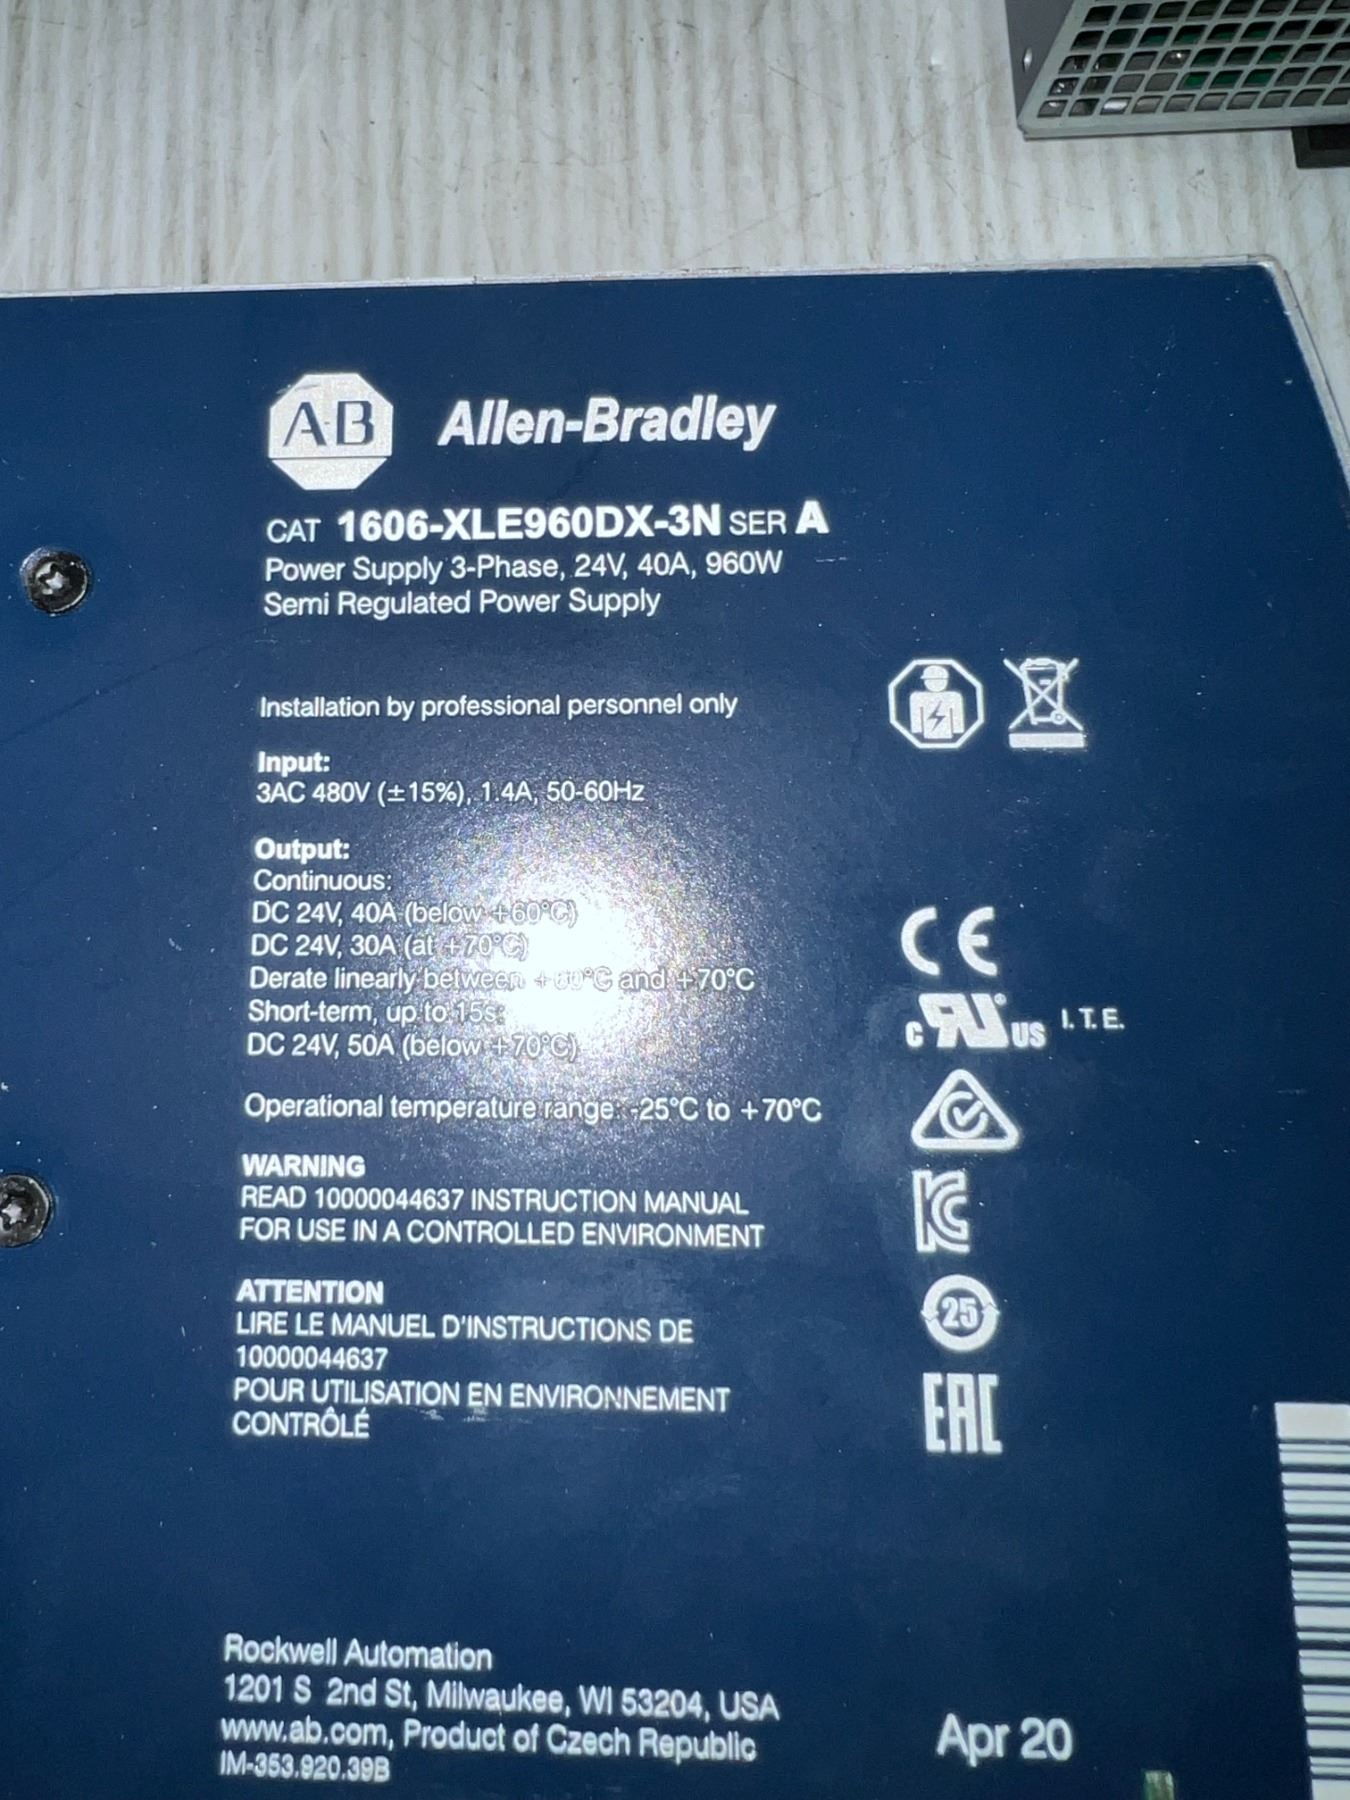 AB Allen-Bradley
CAT 1606-XLE960DX-3N SER A
Power Supply 3-Phase, 24V, 40A, 960W
Semi Regulated Power Supply
Installation by professional personnel only
Input:
3AC 480V (±15%), 1.4A, 50-60Hz
Output:
Continuous:
DC 24V, 40A (below +60°C)
DC 24V, 30A (at +70°C)
Derate linearly between +60°C and +70°C
Short-term, up to 15s:
DC 24V, 50A (below +70°C)
Operational temperature range: -25°C to +70°C
WARNING
READ 10000044637 INSTRUCTION MANUAL
FOR USE IN A CONTROLLED ENVIRONMENT
ATTENTION
LIRE LE MANUEL D'INSTRUCTIONS DE
10000044637
POUR UTILISATION EN ENVIRONNEMENT
CONTRÔLÉ
CE
c RU US I.T.E.
KC
25
EAC
Rockwell Automation
1201 S 2nd St, Milwaukee, WI 53204, USA
www.ab.com, Product of Czech Republic
IM-353.920.39B
Apr 20